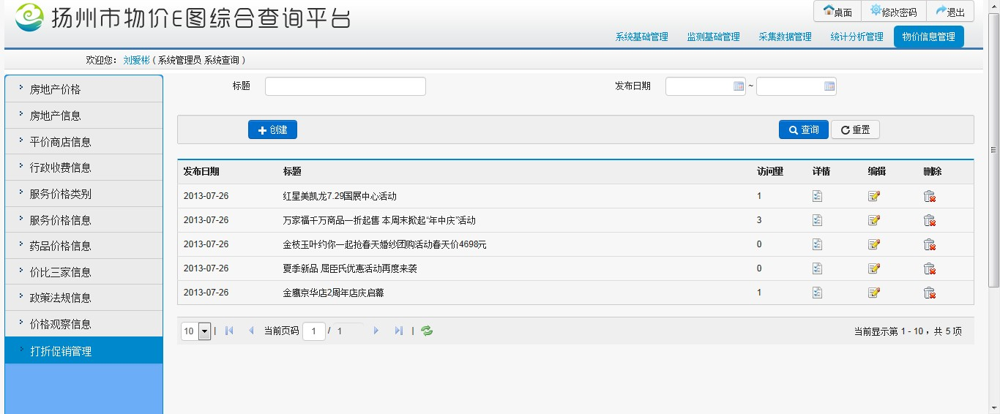 扬州市物价E图综合查询平台
桌面 修改密码 退出
系统基础管理 监测基础管理 采集数据管理 统计分析管理 物价信息管理
欢迎您: 刘爱彬 ( 系统管理员 系统查询 )
房地产价格
房地产信息
平价商店信息
行政收费信息
服务价格类别
服务价格信息
药品价格信息
价比三家信息
政策法规信息
价格观察信息
打折促销管理
标题 发布日期 ~
创建 查询 重置
发布日期 标题 访问量 详情 编辑 删除
2013-07-26 红星美凯龙7.29国展中心活动 1
2013-07-26 万家福千万商品一折起售 本周末掀起“年中庆”活动 3
2013-07-26 金枝玉叶约你一起抢春天婚纱团购活动春天价4698元 0
2013-07-26 夏季新品 屈臣氏优惠活动再度来袭 0
2013-07-26 金鹰京华店2周年店庆启幕 1
10 | 当前页码 1 / 1 | 当前显示第 1 - 10 , 共 5 项